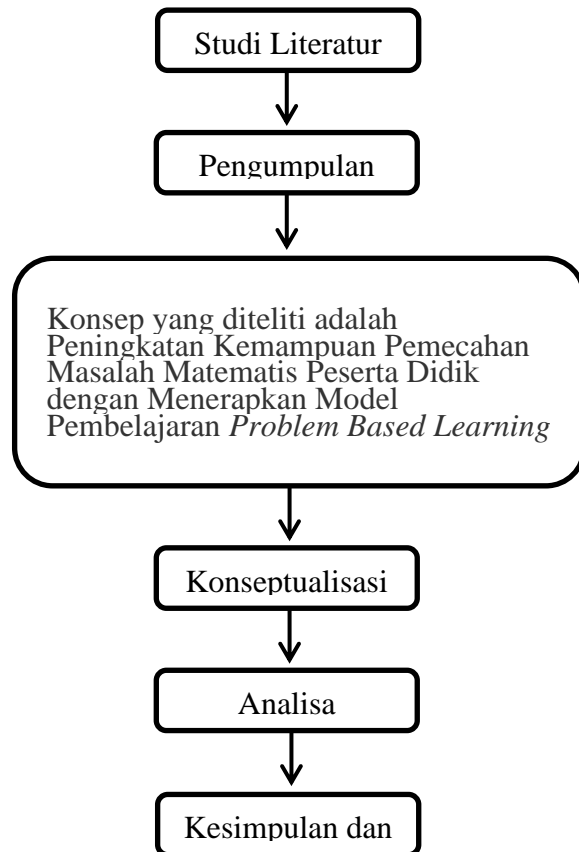 Studi Literatur
Pengumpulan
Konsep yang diteliti adalah
Peningkatan Kemampuan Pemecahan
Masalah Matematis Peserta Didik
dengan Menerapkan Model
Pembelajaran Problem Based Learning
Konseptualisasi
Analisa
Kesimpulan dan